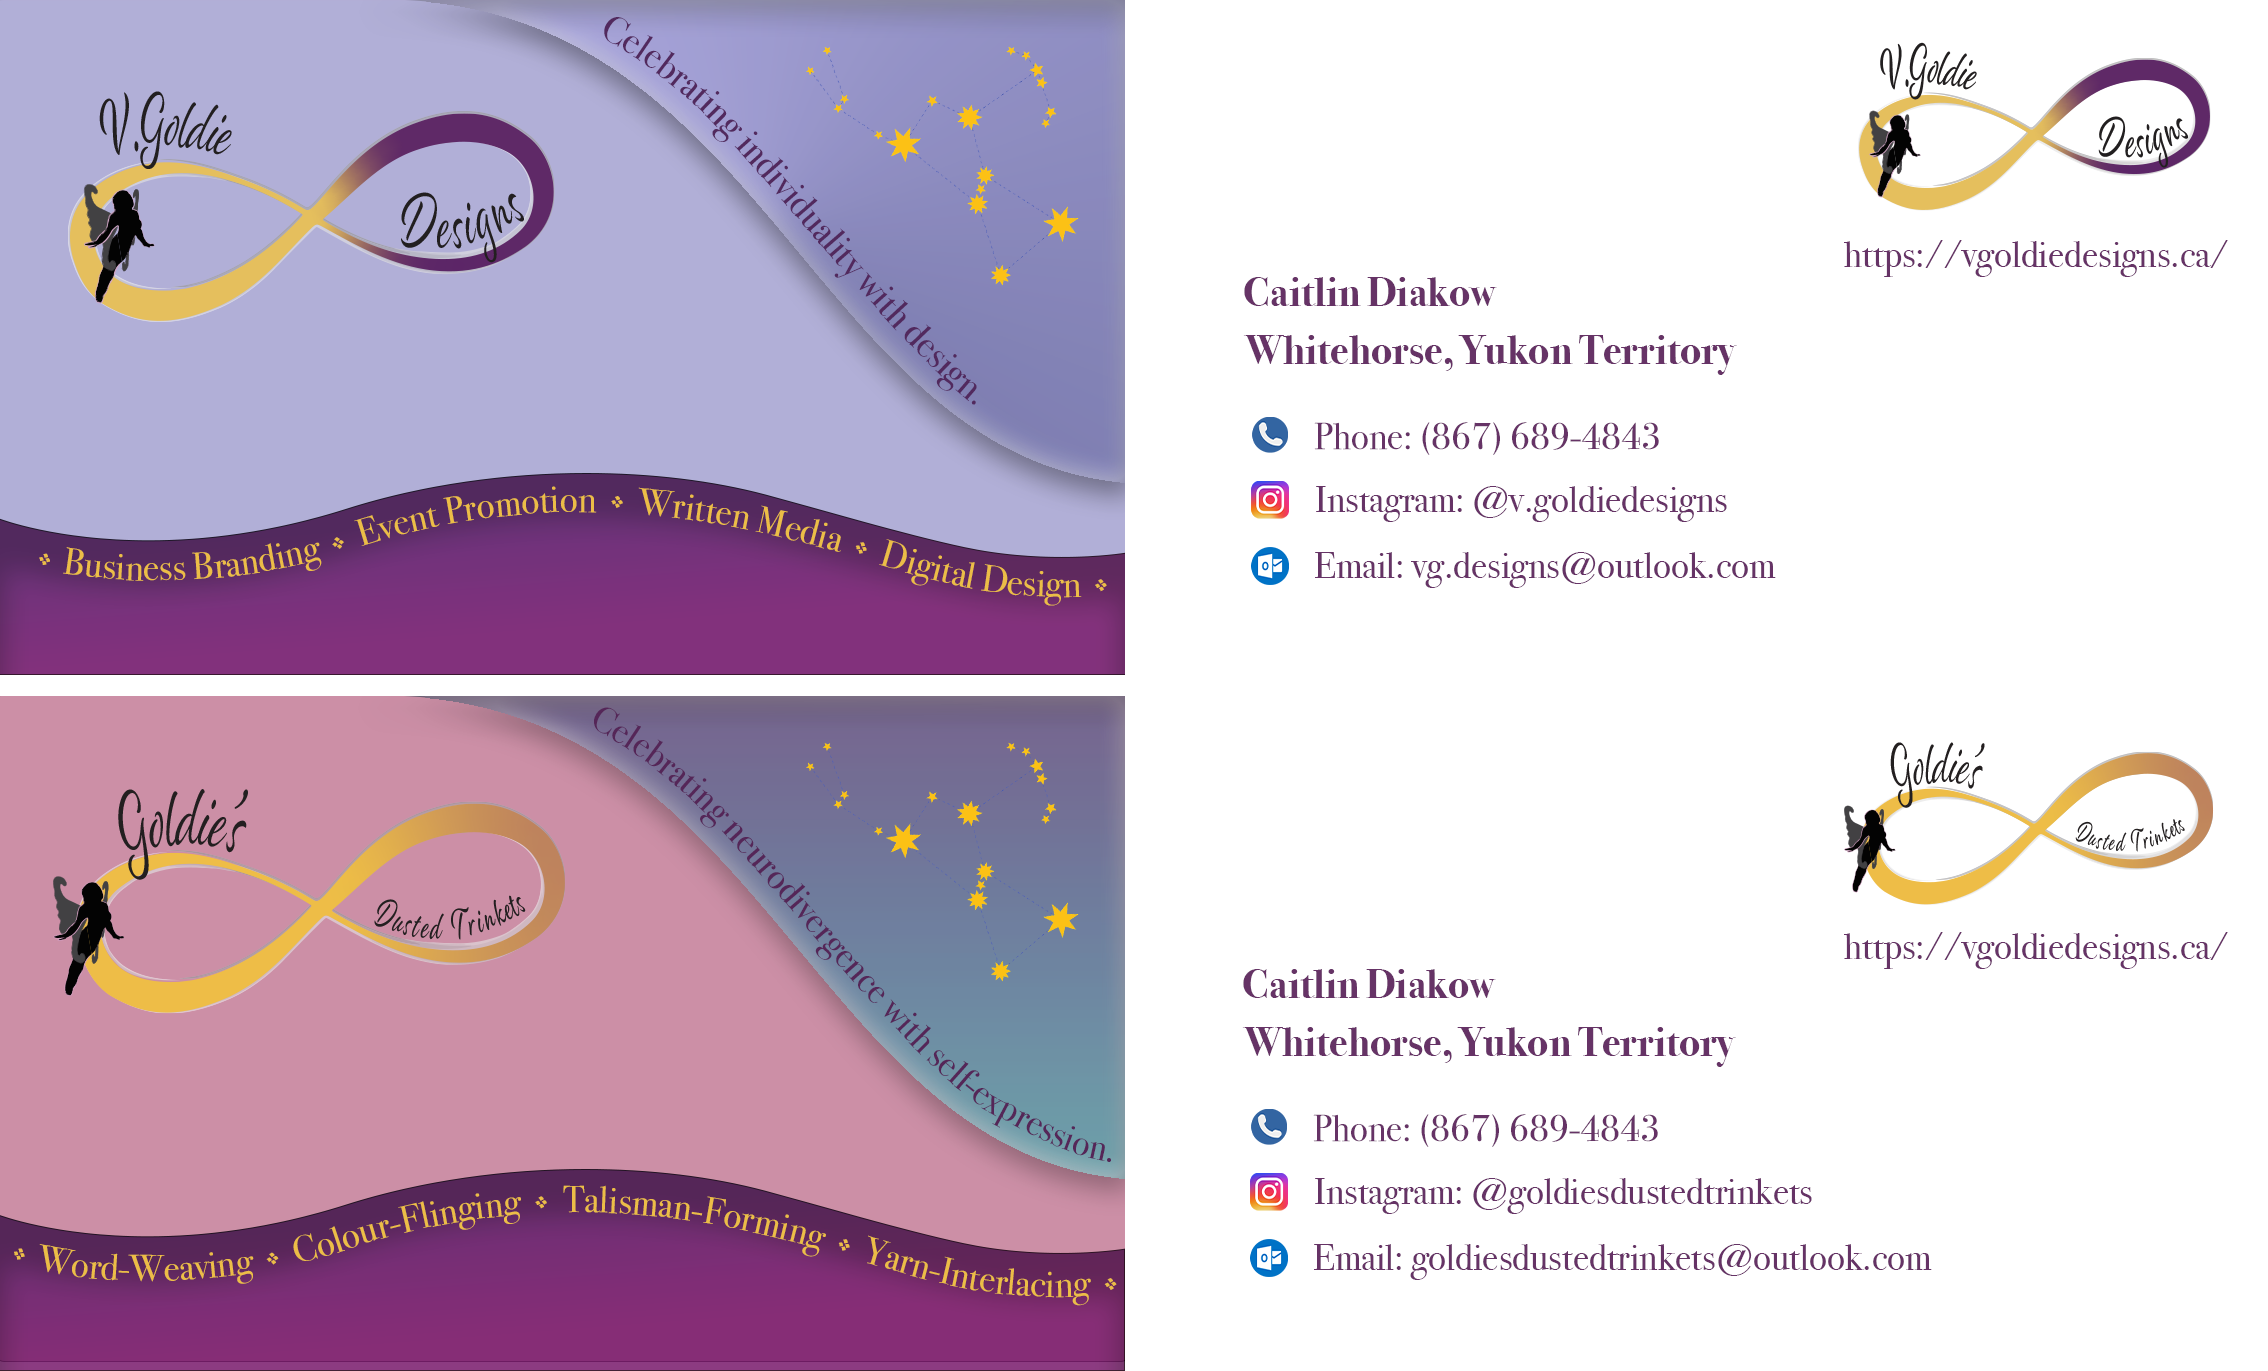 V.Goldie
Designs
Celebrating individuality with design.
Business Branding ❖ Event Promotion ❖ Written Media ❖ Digital Design
V.Goldie
Designs
https://vgoldiedesigns.ca/
Caitlin Diakow
Whitehorse, Yukon Territory
Phone: (867) 689-4843
Instagram: @v.goldiedesigns
Email: vg.designs@outlook.com
Goldie's
Dusted Trinkets
Celebrating neurodivergence with self-expression.
Word-Weaving ❖ Colour-Flinging ❖ Talisman-Forming ❖ Yarn-Interlacing
Goldie's
Dusted Trinkets
https://vgoldiedesigns.ca/
Caitlin Diakow
Whitehorse, Yukon Territory
Phone: (867) 689-4843
Instagram: @goldiesdustedtrinkets
Email: goldiesdustedtrinkets@outlook.com